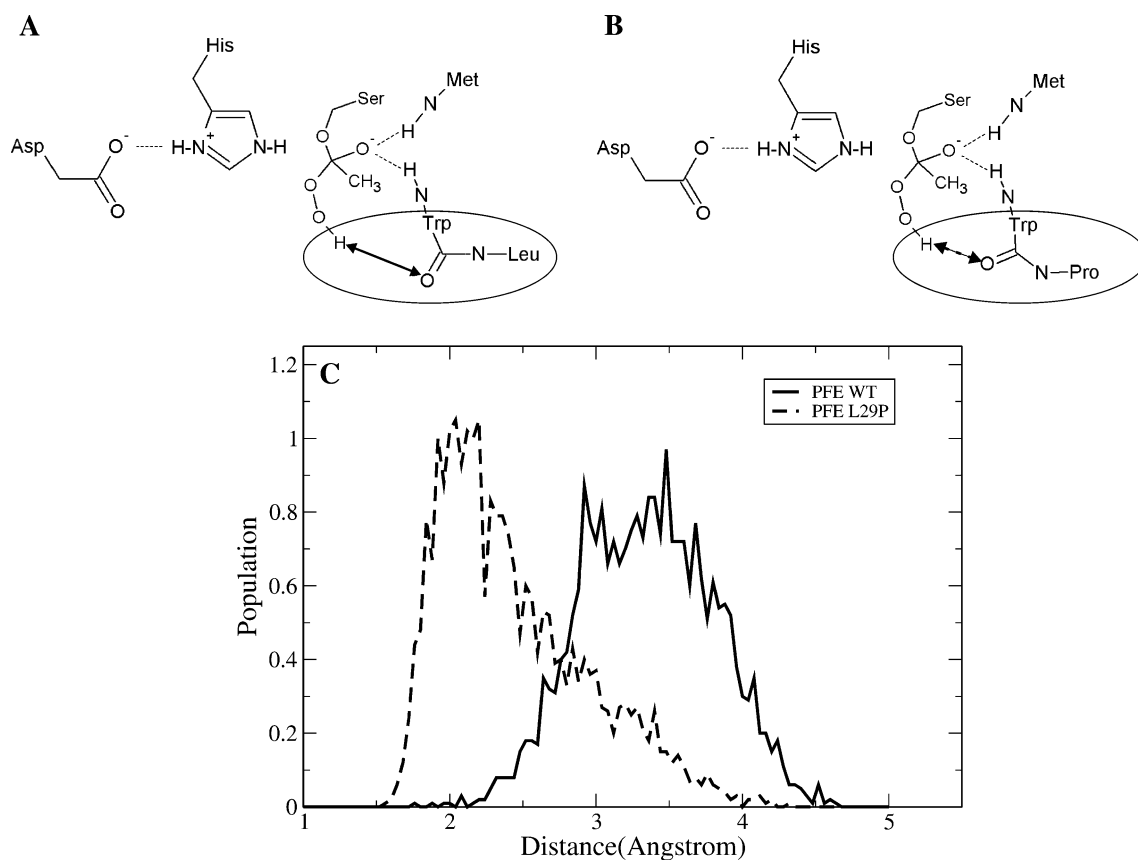 A
His
Ser
Met
N
H
O
O-
H-N
+
N-H
Asp
O-
O
O
O
H
CH3
H
N
Trp
N-Leu
O
B
His
Ser
Met
N
H
O
O-
H-N
+
N-H
Asp
O-
O
O
O
H
CH3
H
N
Trp
O
N-Pro
C
PFE WT
PFE L29P
Population
1.2
1
0.8
0.6
0.4
0.2
0
1 2 3 4 5
Distance(Angstrom)